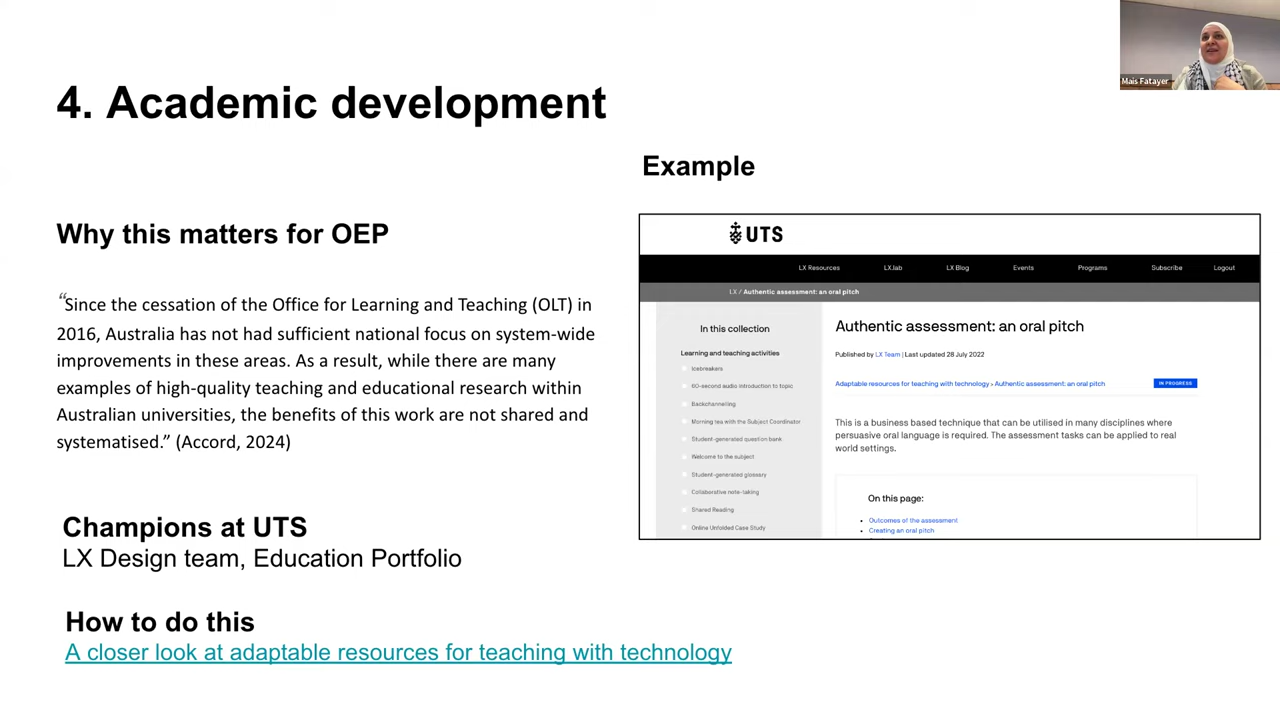 4. Academic development
Mais Fatayer
Why this matters for OEP
“Since the cessation of the Office for Learning and Teaching (OLT) in
2016, Australia has not had sufficient national focus on system-wide
improvements in these areas. As a result, while there are many
examples of high-quality teaching and educational research within
Australian universities, the benefits of this work are not shared and
systematised.” (Accord, 2024)
Champions at UTS
LX Design team, Education Portfolio
How to do this
A closer look at adaptable resources for teaching with technology
Example
UTS
LX Resources LX.lab LX Blog Events Programs Subscribe Logout
LX / Authentic assessment: an oral pitch
In this collection
Learning and teaching activities
Icebreakers
60-second audio introduction to topic
Backchannelling
Morning tea with the Subject Coordinator
Student-generated question bank
Welcome to the subject
Student-generated glossary
Collaborative note-taking
Shared Reading
Online Unfolded Case Study
Authentic assessment: an oral pitch
Published by LX Team | Last updated 28 July 2022
Adaptable resources for teaching with technology › Authentic assessment: an oral pitch
IN PROGRESS
This is a business based technique that can be utilised in many disciplines where
persuasive oral language is required. The assessment tasks can be applied to real
world settings.
On this page:
Outcomes of the assessment
Creating an oral pitch